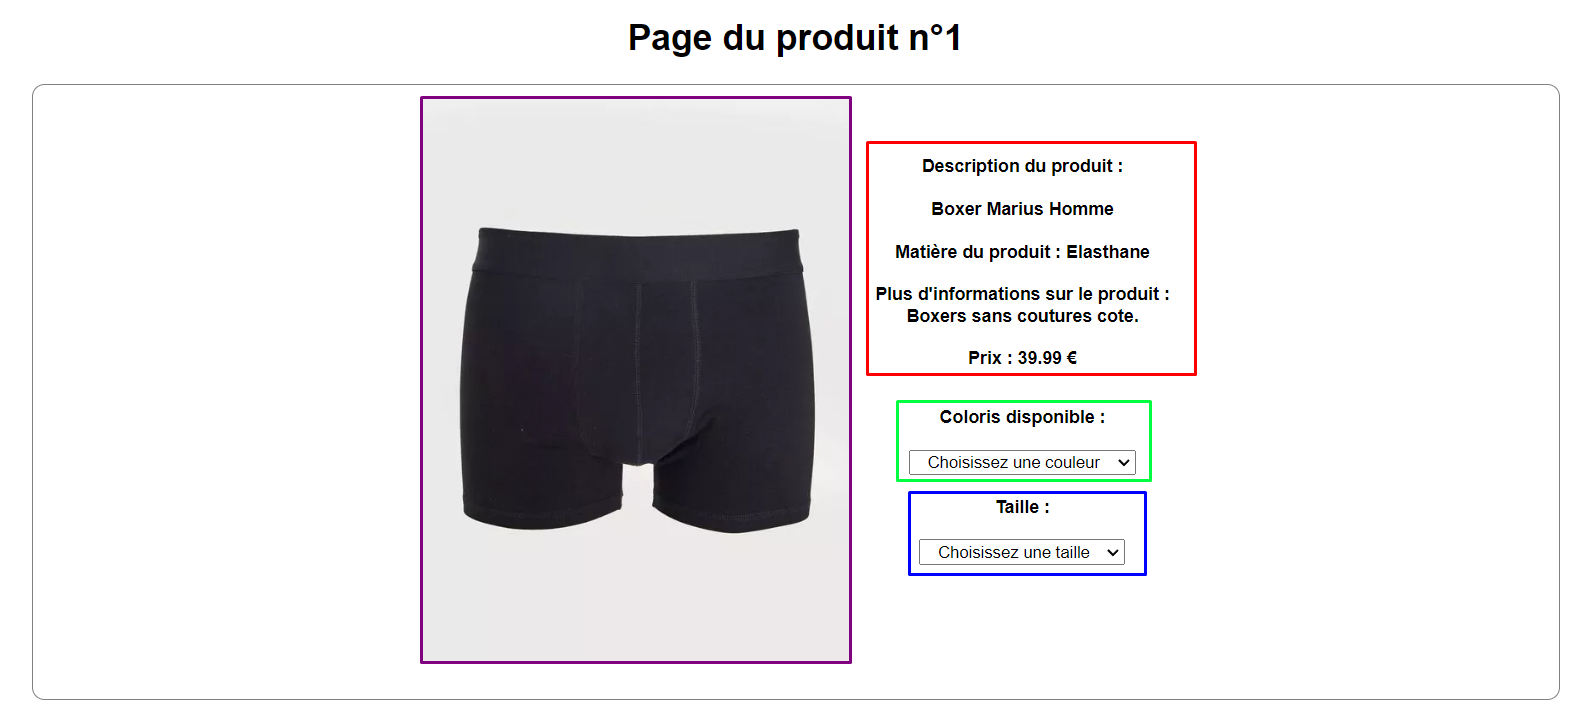 Page du produit n°1
Description du produit :
Boxer Marius Homme
Matière du produit : Elasthane
Plus d'informations sur le produit :
Boxers sans coutures cote.
Prix : 39.99 €
Coloris disponible :
Choisissez une couleur
Taille :
Choisissez une taille